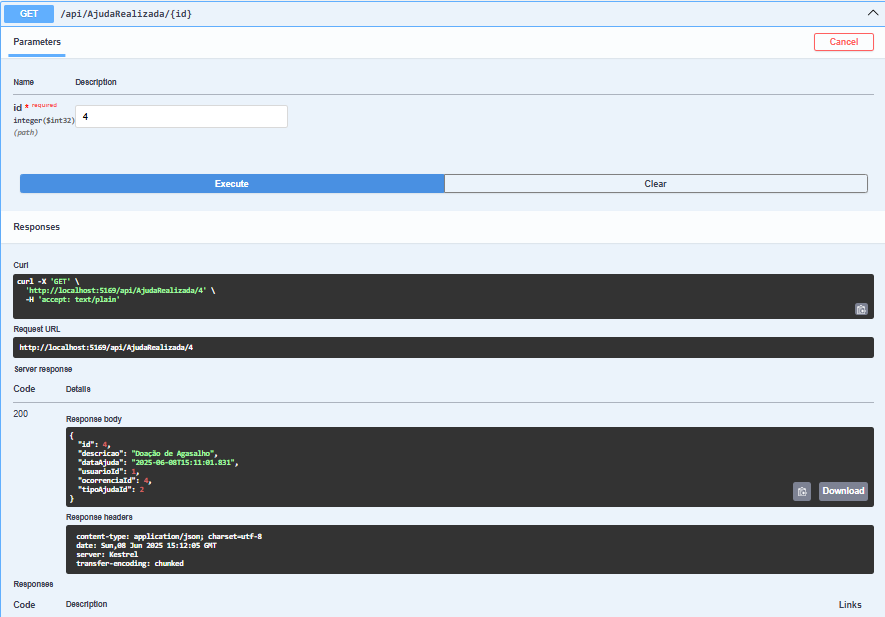 GET /api/AjudaRealizada/{id}
Parameters Cancel
Name Description
id * required
integer($int32)
(path)
4
Execute Clear
Responses
Curl
curl -X 'GET' \
'http://localhost:5169/api/AjudaRealizada/4' \
-H 'accept: text/plain'
Request URL
http://localhost:5169/api/AjudaRealizada/4
Server response
Code Details
200
Response body
{
"id": 4,
"descricao": "Doação de Agasalho",
"dataAjuda": "2025-06-08T15:11:01.831",
"usuarioId": 1,
"ocorrenciaId": 4,
"tipoAjudaId": 2
}
Download
Response headers
content-type: application/json; charset=utf-8
date: Sun,08 Jun 2025 15:12:05 GMT
server: Kestrel
transfer-encoding: chunked
Responses
Code Description Links